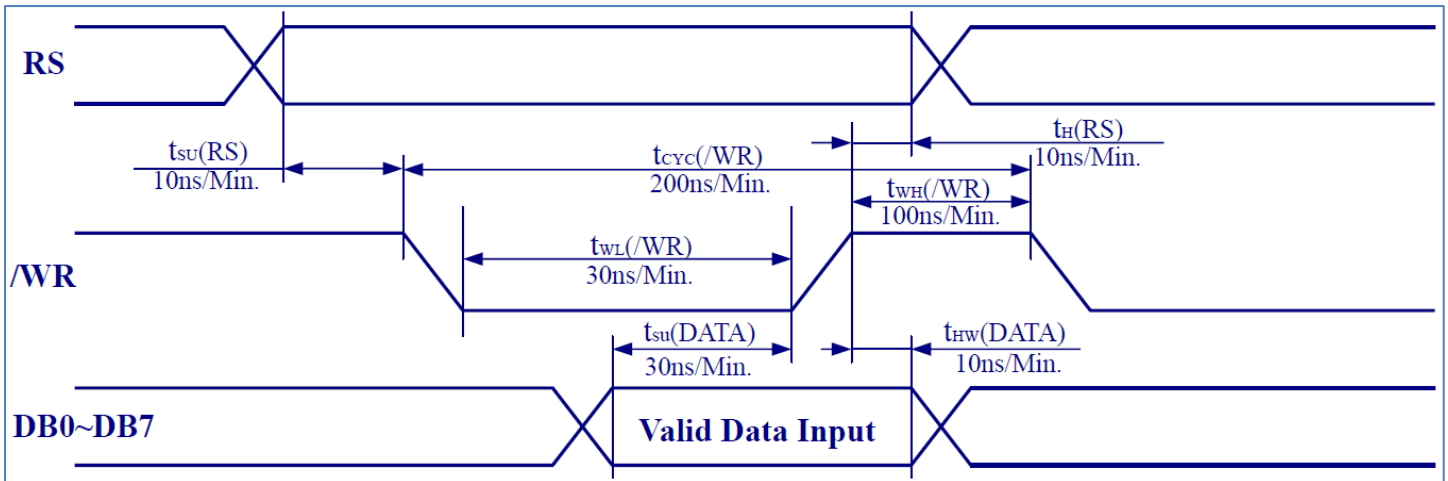 RS
tSU(RS)
10ns/Min.
tCYC(/WR)
200ns/Min.
tH(RS)
10ns/Min.
tWH(/WR)
100ns/Min.
/WR
tWL(/WR)
30ns/Min.
tsu(DATA)
30ns/Min.
tHW(DATA)
10ns/Min.
DB0~DB7
Valid Data Input